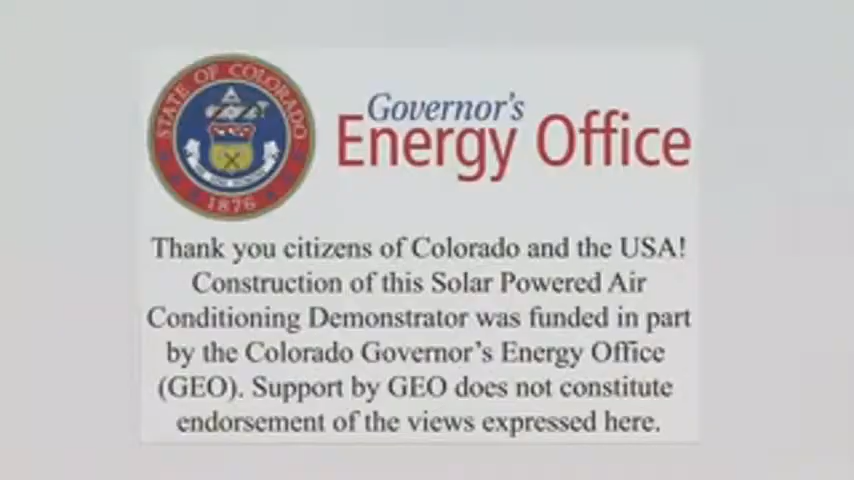 STATE OF COLORADO
1876
Governor's
Energy Office
Thank you citizens of Colorado and the USA!
Construction of this Solar Powered Air
Conditioning Demonstrator was funded in part
by the Colorado Governor's Energy Office
(GEO). Support by GEO does not constitute
endorsement of the views expressed here.